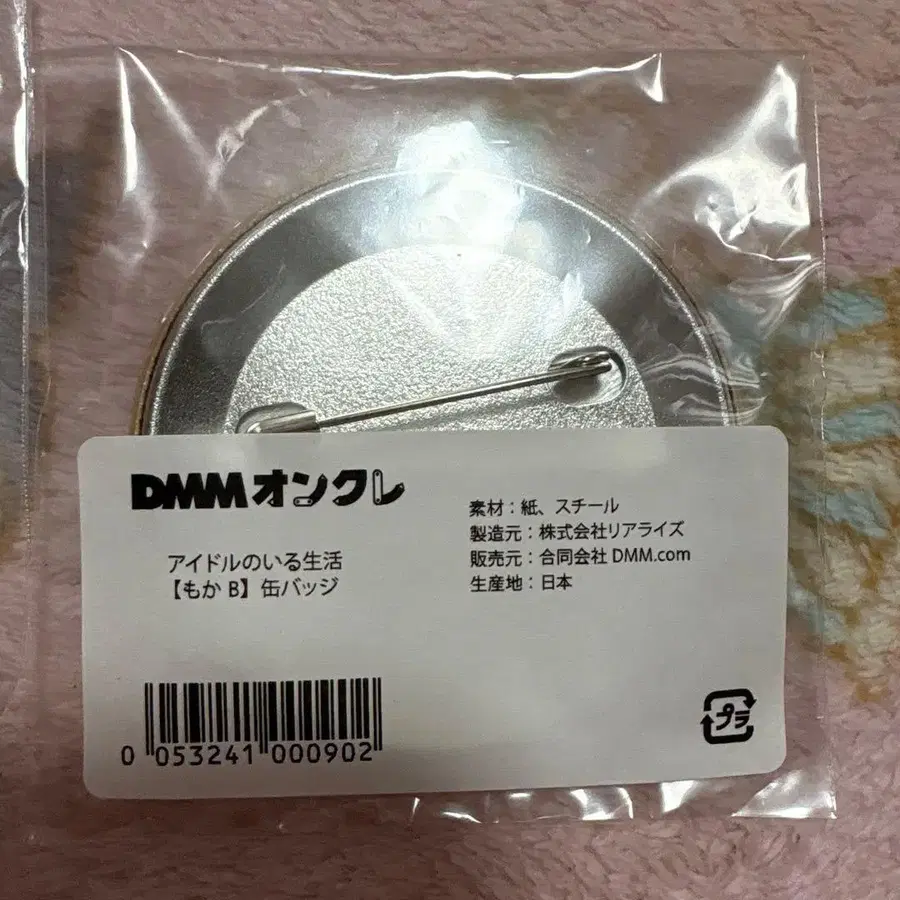 DMMオンクレ
アイドルのいる生活
【もか B】缶バッジ
素材：紙、スチール
製造元：株式会社リアライズ
販売元：合同会社 DMM.com
生産地：日本
0 053241 000902
プラ